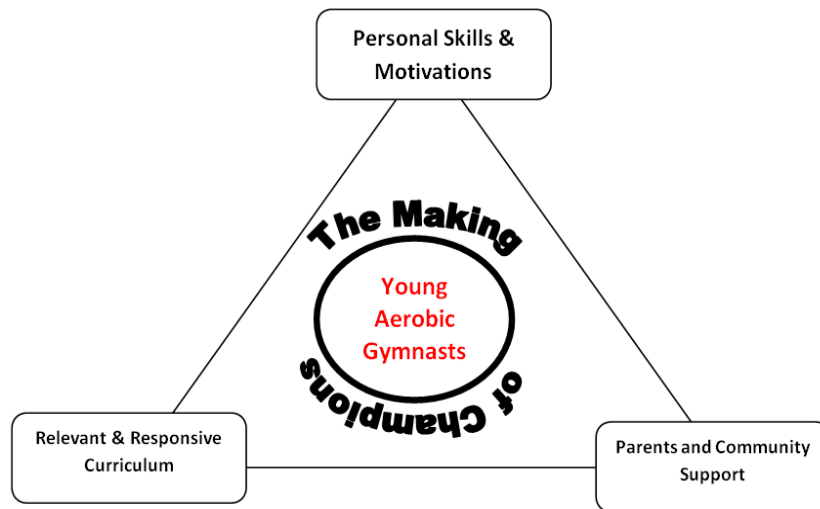 Personal Skills &
Motivations
The Making
Young
Aerobic
Gymnasts
of Champions
Relevant & Responsive
Curriculum
Parents and Community
Support